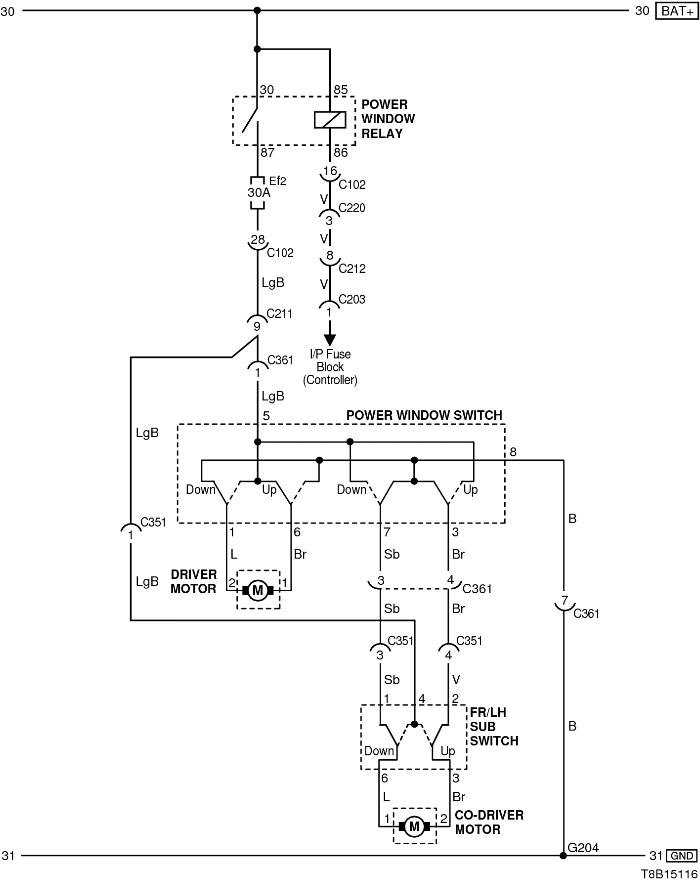 30
30 BAT+
30
85
POWER
WINDOW
RELAY
87
86
Ef2
30A
16
C102
V
C220
3
28
C102
V
8
C212
LgB
V
C203
C211
9
1
I/P Fuse
Block
(Controller)
C361
1
LgB
5
POWER WINDOW SWITCH
LgB
8
Down
Up
Down
Up
C351
1
1
6
7
3
B
L
Br
Sb
Br
DRIVER
MOTOR
2
M
1
3
4
C361
LgB
7
C361
Sb
Br
C351
3
C351
4
Sb
V
1
4
2
FR/LH
SUB
SWITCH
B
Down
Up
6
3
L
Br
1
M
2
CO-DRIVER
MOTOR
G204
31
31 GND
T8B15116